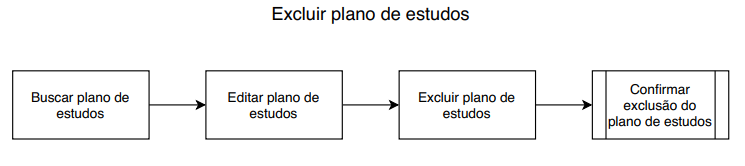 Excluir plano de estudos
Buscar plano de
estudos
Editar plano de
estudos
Excluir plano de
estudos
Confirmar
exclusão do
plano de estudos